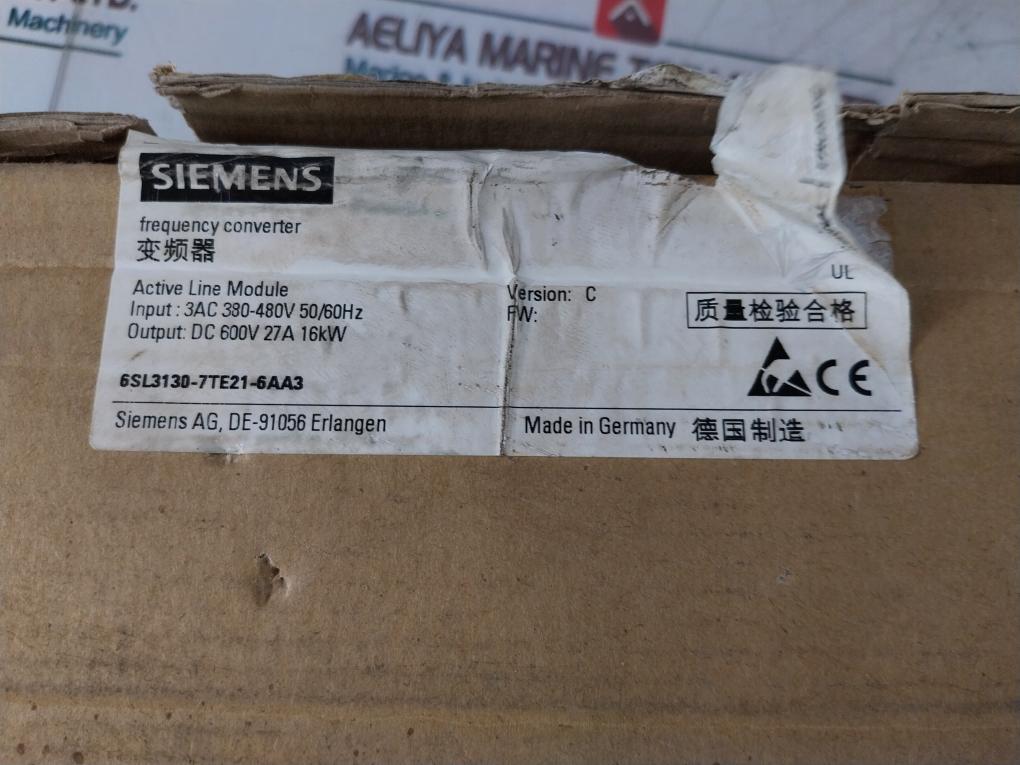 Machinery
AELIYA MARINE
SIEMENS
frequency converter
变频器
Active Line Module
Input : 3AC 380-480V 50/60Hz
Output: DC 600V 27A 16kW
6SL3130-7TE21-6AA3
Siemens AG, DE-91056 Erlangen
UL
Version: C
FW:
质量检验合格
CE
Made in Germany 德国制造